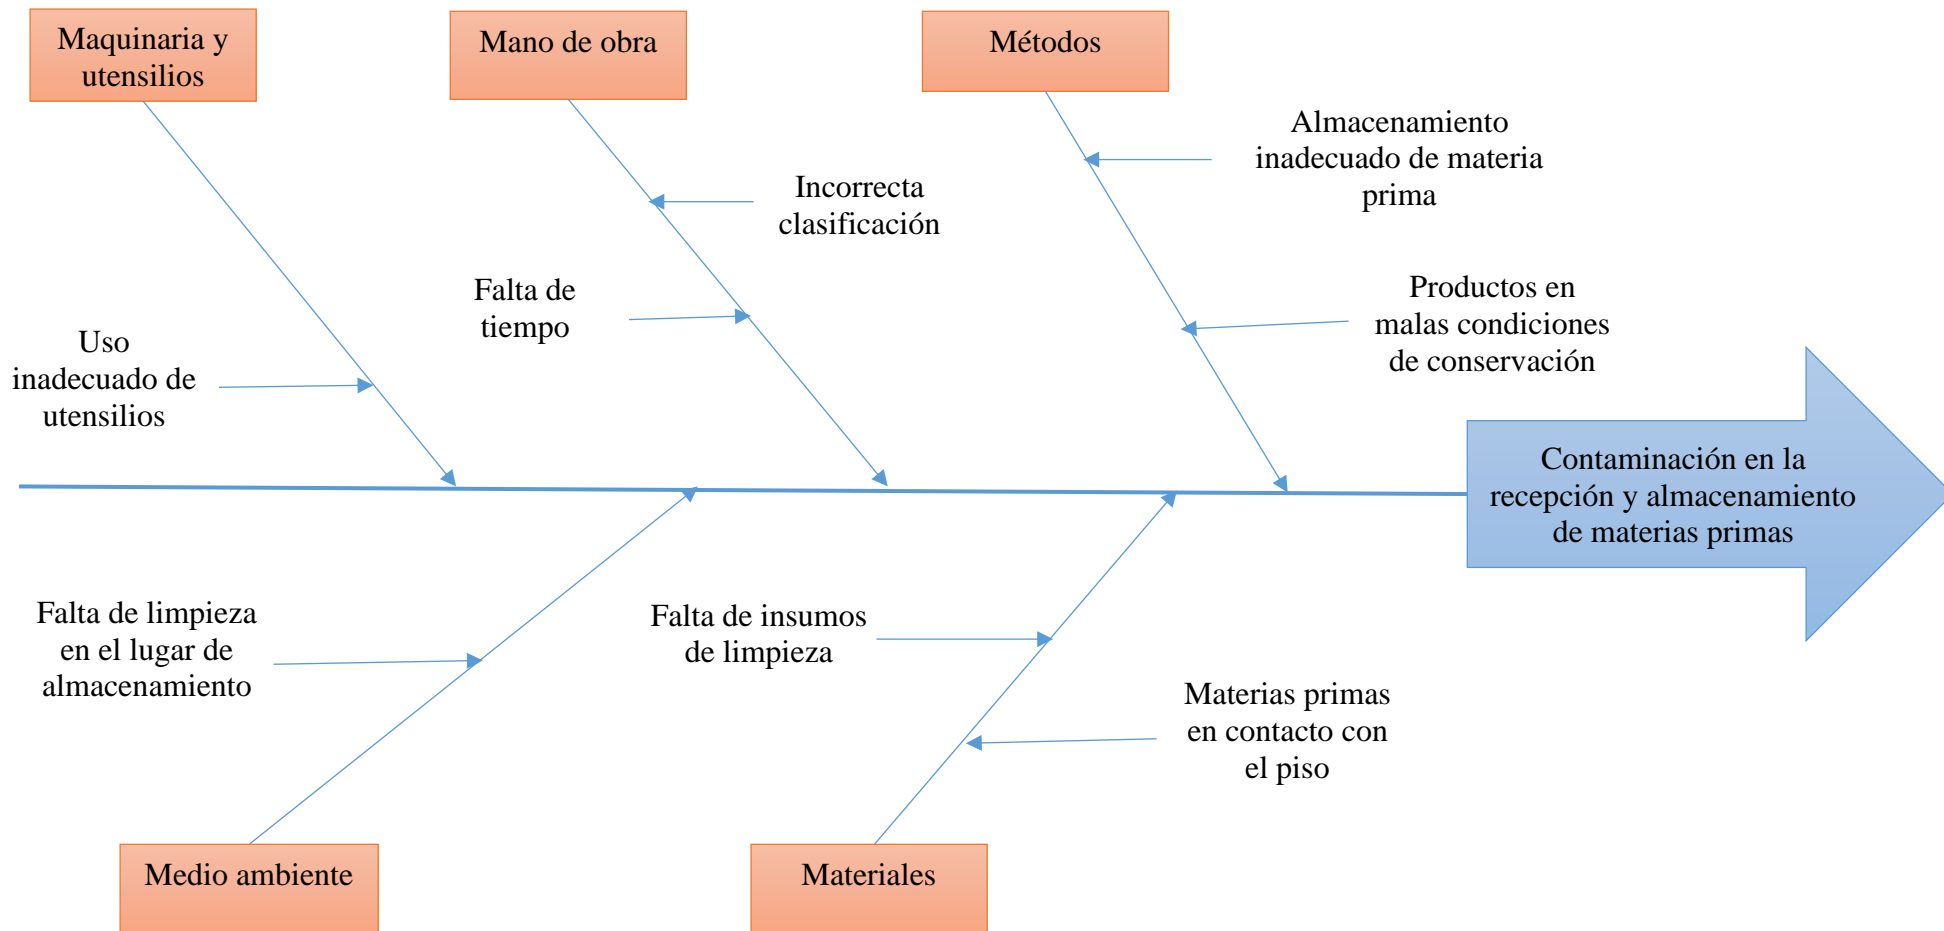 Maquinaria y
utensilios
Mano de obra
Métodos
Almacenamiento
inadecuado de materia
prima
Incorrecta
clasificación
Falta de
tiempo
Productos en
malas condiciones
de conservación
Uso
inadecuado de
utensilios
Contaminación en la
recepción y almacenamiento
de materias primas
Falta de limpieza
en el lugar de
almacenamiento
Falta de insumos
de limpieza
Materias primas
en contacto con
el piso
Medio ambiente
Materiales